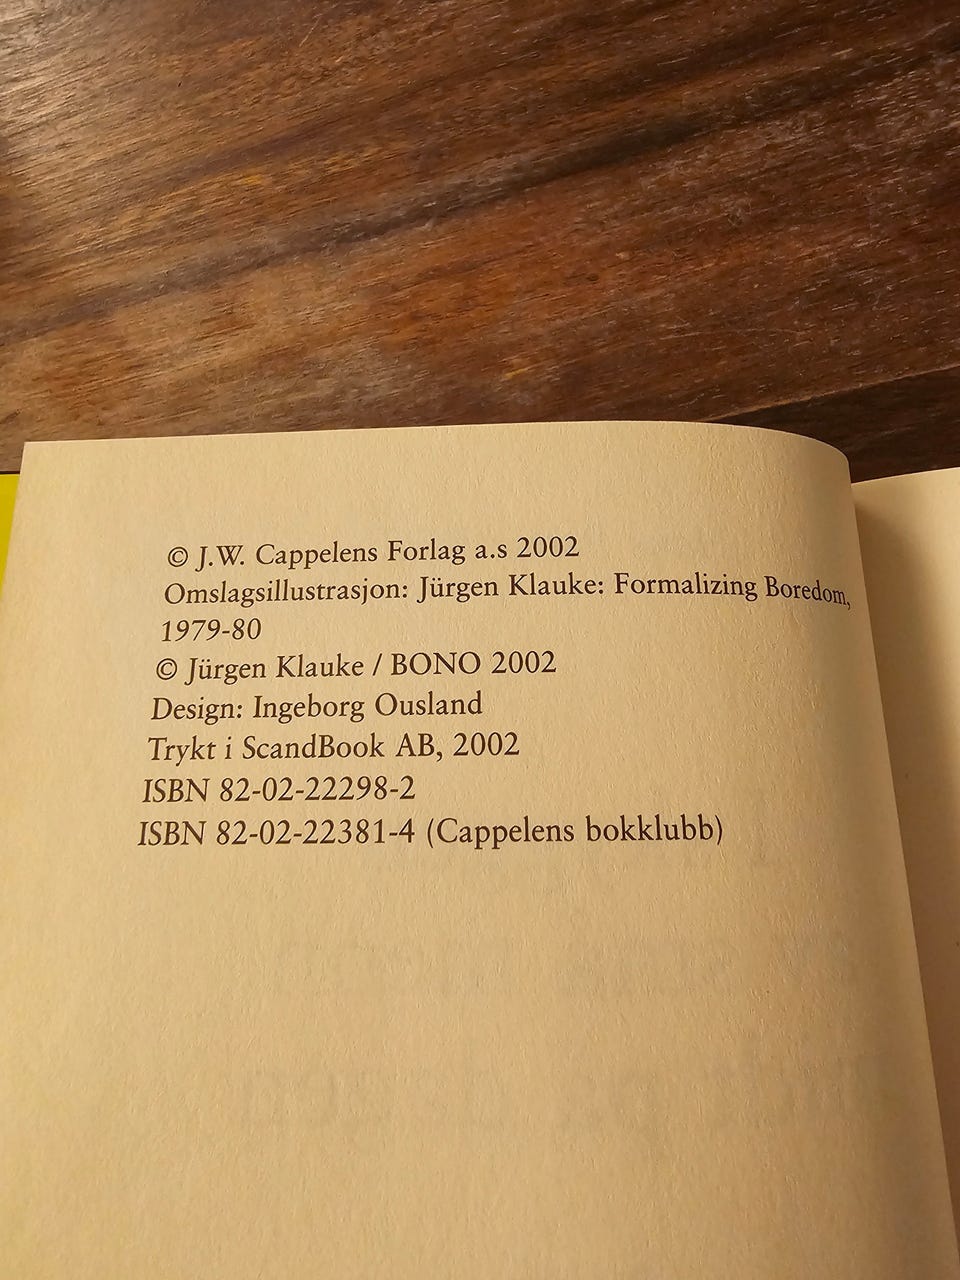 © J.W. Cappelens Forlag a.s 2002
Omslagsillustrasjon: Jürgen Klauke: Formalizing Boredom,
1979-80
© Jürgen Klauke / BONO 2002
Design: Ingeborg Ousland
Trykt i ScandBook AB, 2002
ISBN 82-02-22298-2
ISBN 82-02-22381-4 (Cappelens bokklubb)